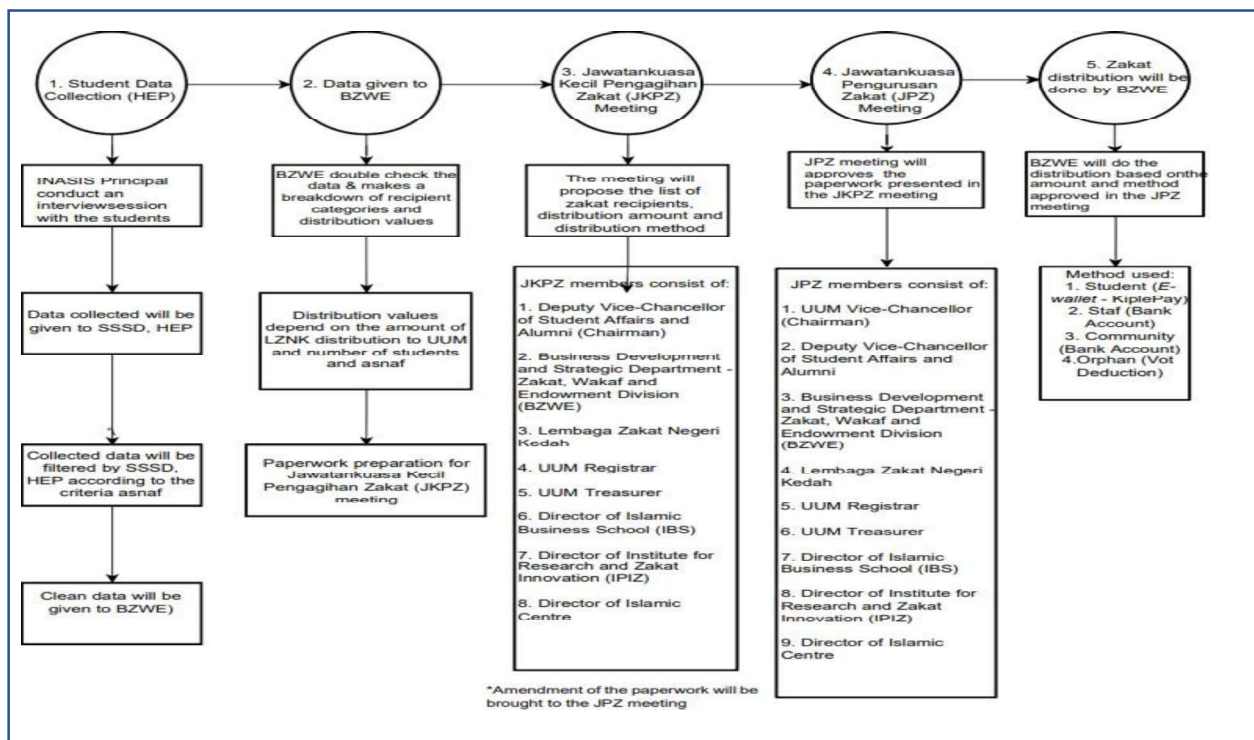 1. Student Data
Collection (HEP)
2. Data given to
BZWE
3. Jawatankuasa
Kecil Pengagihan
Zakat (JKPZ)
Meeting
4. Jawatankuasa
Pengurusan
Zakat (JPZ)
Meeting
5. Zakat
distribution will be
done by BZWE
INASIS Principal
conduct an
interviewsession
with the students
Data collected will be
given to SSSD, HEP
Collected data will be
filtered by SSSD,
HEP according to the
criteria asnaf
Clean data will be
given to BZWE)
BZWE double check the
data & makes a
breakdown of recipient
categories and
distribution values
Distribution values
depend on the amount of
LZNK distribution to UUM
and number of students
and asnaf
Paperwork preparation for
Jawatankuasa Kecil
Pengagihan Zakat (JKPZ)
meeting
The meeting will
propose the list of
zakat recipients,
distribution amount and
distribution method
JKPZ members consist of:
1. Deputy Vice-Chancellor
of Student Affairs and
Alumni (Chairman)
2. Business Development
and Strategic Department -
Zakat, Wakaf and
Endowment Division
(BZWE)
3. Lembaga Zakat Negeri
Kedah
4. UUM Registrar
5. UUM Treasurer
6. Director of Islamic
Business School (IBS)
7. Director of Institute for
Research and Zakat
Innovation (IPIZ)
8. Director of Islamic
Centre
*Amendment of the paperwork will be
brought to the JPZ meeting
JPZ meeting will
approves the
paperwork presented in
the JKPZ meeting
JPZ members consist of:
1. UUM Vice-Chancellor
(Chairman)
2. Deputy Vice-Chancellor
of Student Affairs and
Alumni
3. Business Development
and Strategic Department -
Zakat, Wakaf and
Endowment Division
(BZWE)
4. Lembaga Zakat Negeri
Kedah
5. UUM Registrar
6. UUM Treasurer
7. Director of Islamic
Business School (IBS)
8. Director of Institute for
Research and Zakat
Innovation (IPIZ)
9. Director of Islamic
Centre
BZWE will do the
distribution based onthe
amount and method
approved in the JPZ
meeting
Method used:
1. Student (E-
wallet - KiplePay)
2. Staf (Bank
Account)
3. Community
(Bank Account)
4.Orphan (Vot
Deduction)